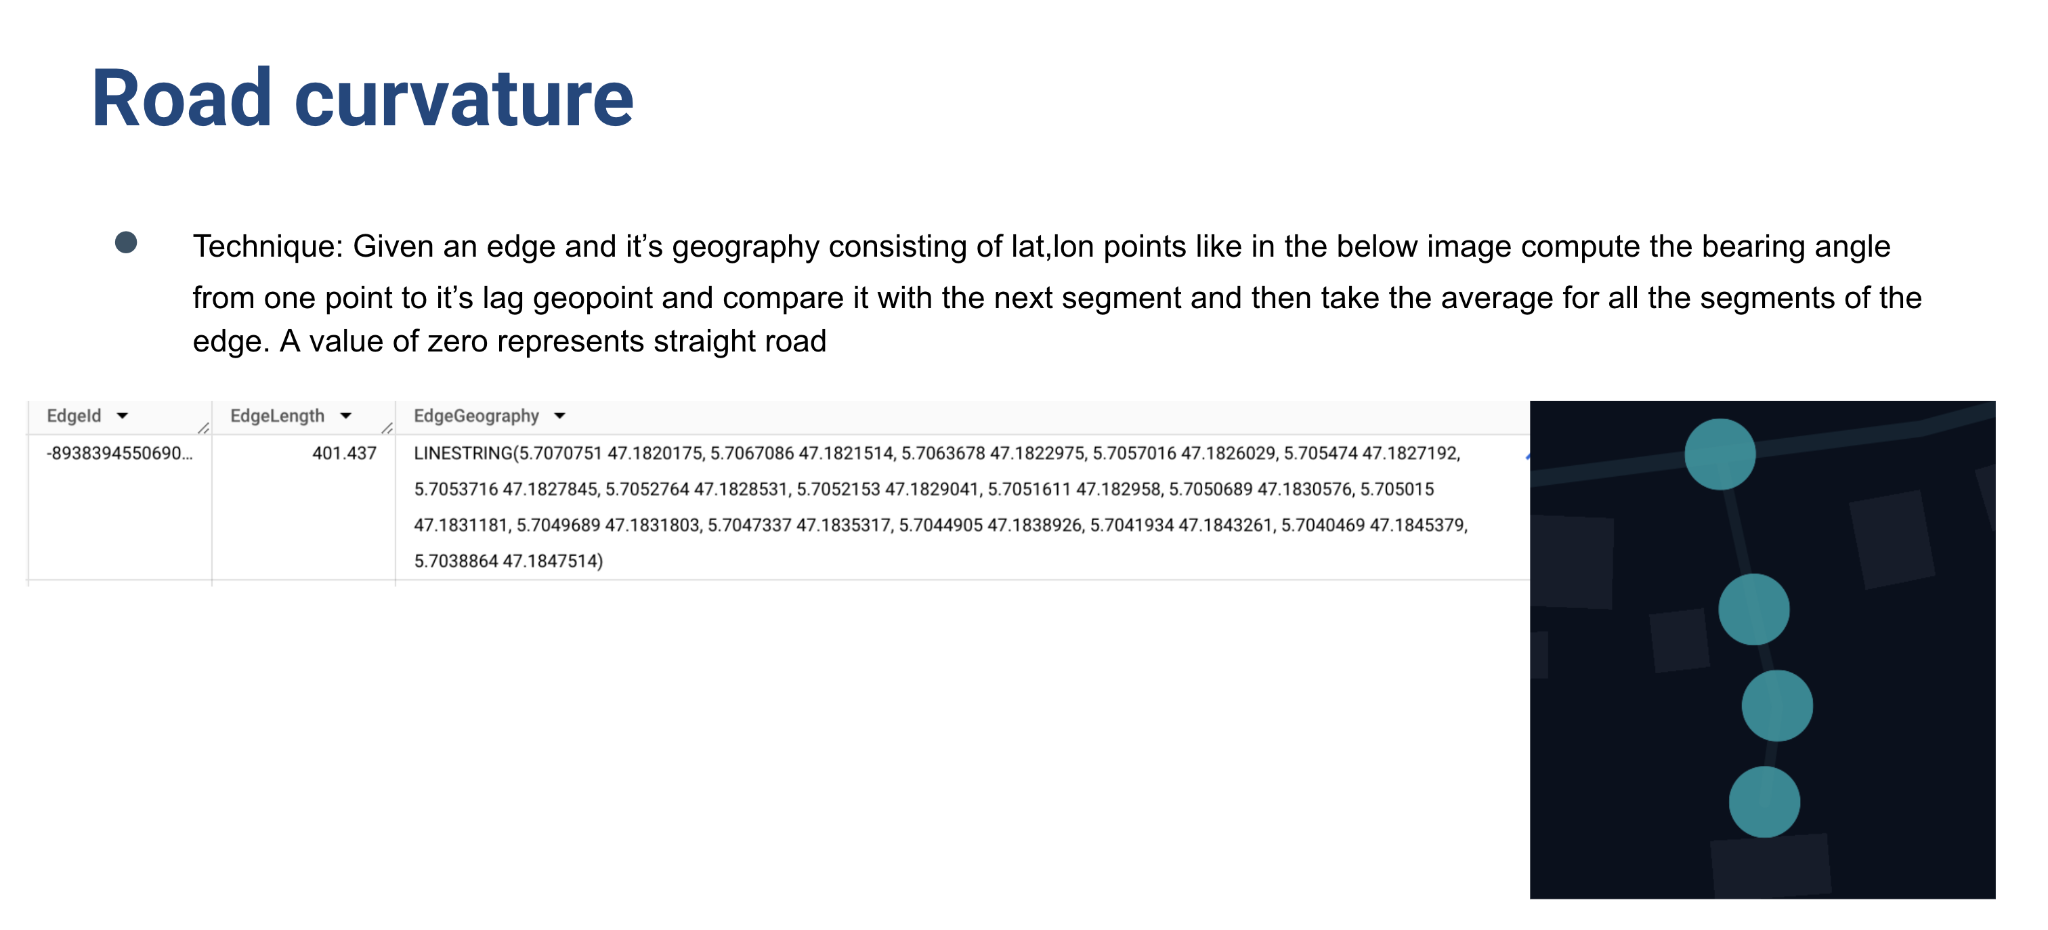 Road curvature
Technique: Given an edge and it’s geography consisting of lat,lon points like in the below image compute the bearing angle
from one point to it’s lag geopoint and compare it with the next segment and then take the average for all the segments of the
edge. A value of zero represents straight road
EdgeId EdgeLength EdgeGeography
-8938394550690... 401.437 LINESTRING(5.7070751 47.1820175, 5.7067086 47.1821514, 5.7063678 47.1822975, 5.7057016 47.1826029, 5.705474 47.1827192,
5.7053716 47.1827845, 5.7052764 47.1828531, 5.7052153 47.1829041, 5.7051611 47.182958, 5.7050689 47.1830576, 5.705015
47.1831181, 5.7049689 47.1831803, 5.7047337 47.1835317, 5.7044905 47.1838926, 5.7041934 47.1843261, 5.7040469 47.1845379,
5.7038864 47.1847514)